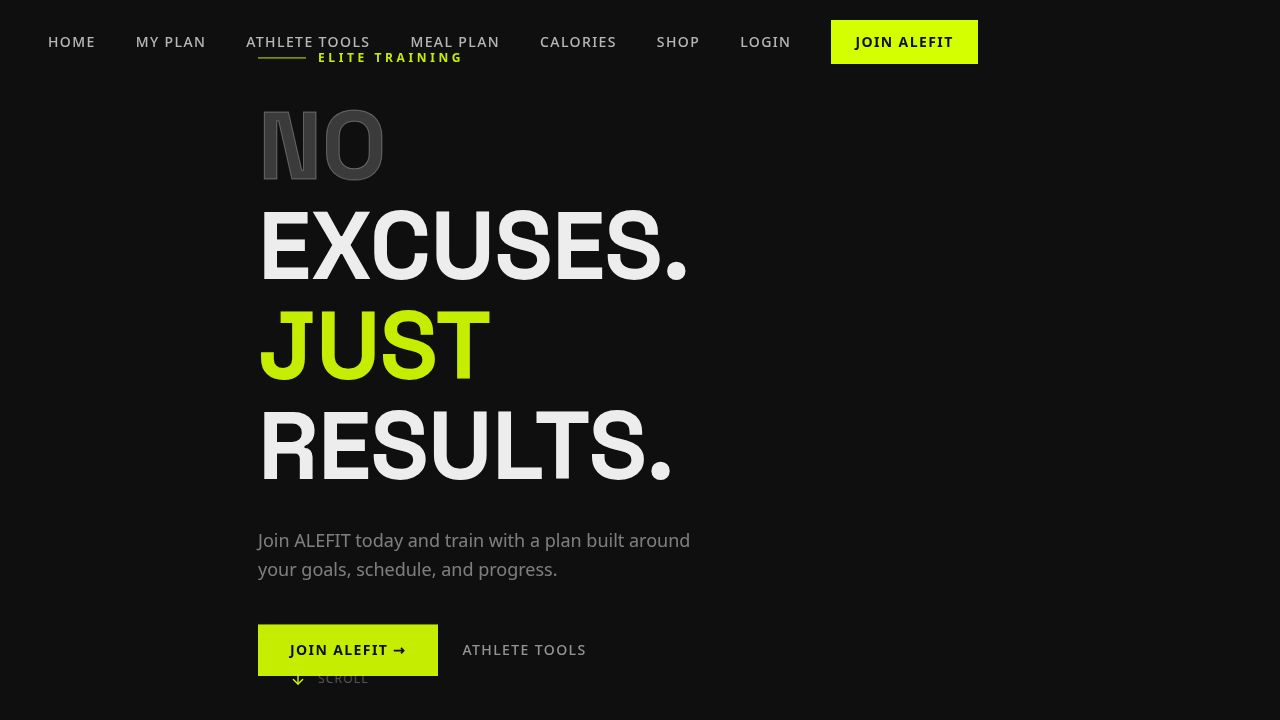 HOME MY PLAN ATHLETE TOOLS MEAL PLAN CALORIES SHOP LOGIN JOIN ALEFIT
ELITE TRAINING
NO
EXCUSES.
JUST
RESULTS.
Join ALEFIT today and train with a plan built around
your goals, schedule, and progress.
JOIN ALEFIT → ATHLETE TOOLS
SCROLL